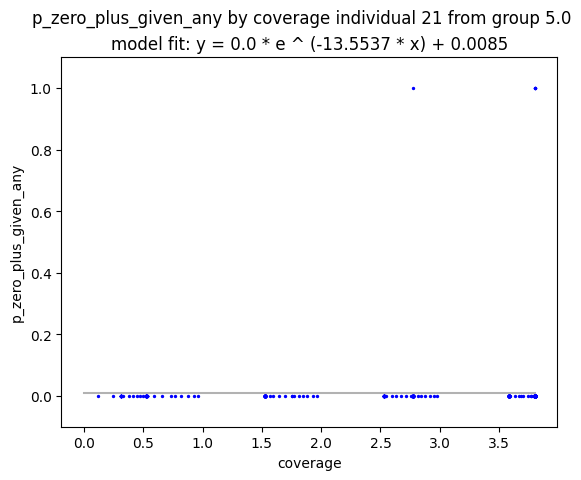 p_zero_plus_given_any by coverage individual 21 from group 5.0
model fit: y = 0.0 * e ^ (-13.5537 * x) + 0.0085
1.0
0.8
0.6
0.4
0.2
0.0
p_zero_plus_given_any
0.0 0.5 1.0 1.5 2.0 2.5 3.0 3.5
coverage